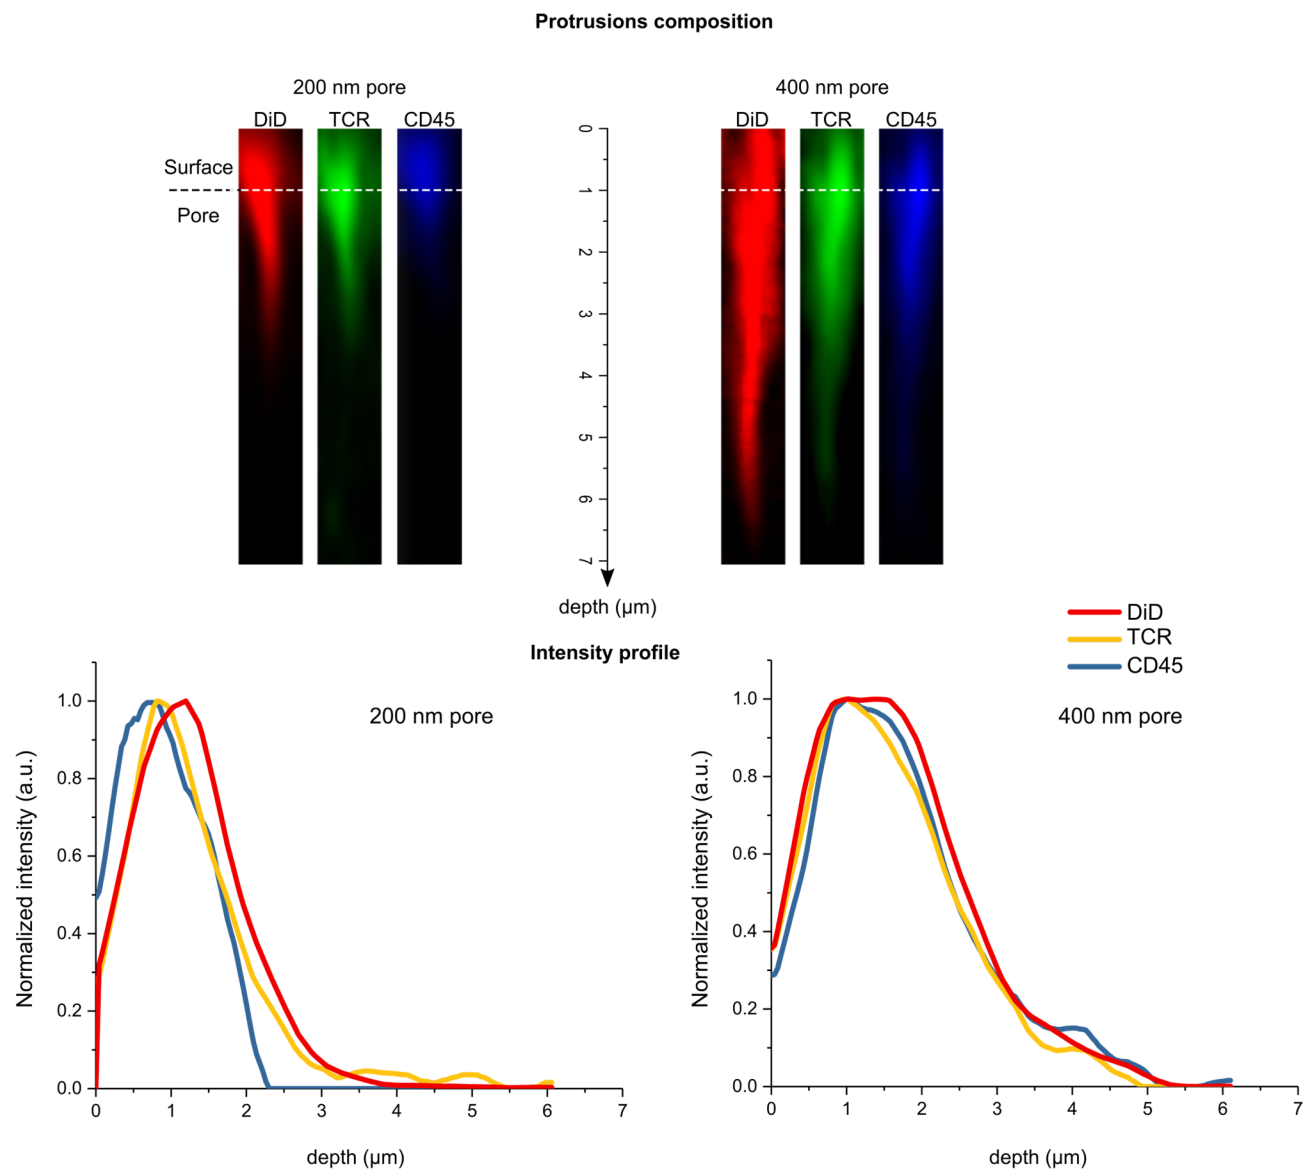 Protrusions composition
200 nm pore
400 nm pore
DiD TCR CD45
DiD TCR CD45
Surface
Pore
0
1
2
3
4
5
6
7
depth (μm)
Intensity profile
DiD
TCR
CD45
200 nm pore
Normalized intensity (a.u.)
1.0
0.8
0.6
0.4
0.2
0.0
0 1 2 3 4 5 6 7
depth (μm)
400 nm pore
Normalized intensity (a.u.)
1.0
0.8
0.6
0.4
0.2
0.0
0 1 2 3 4 5 6 7
depth (μm)